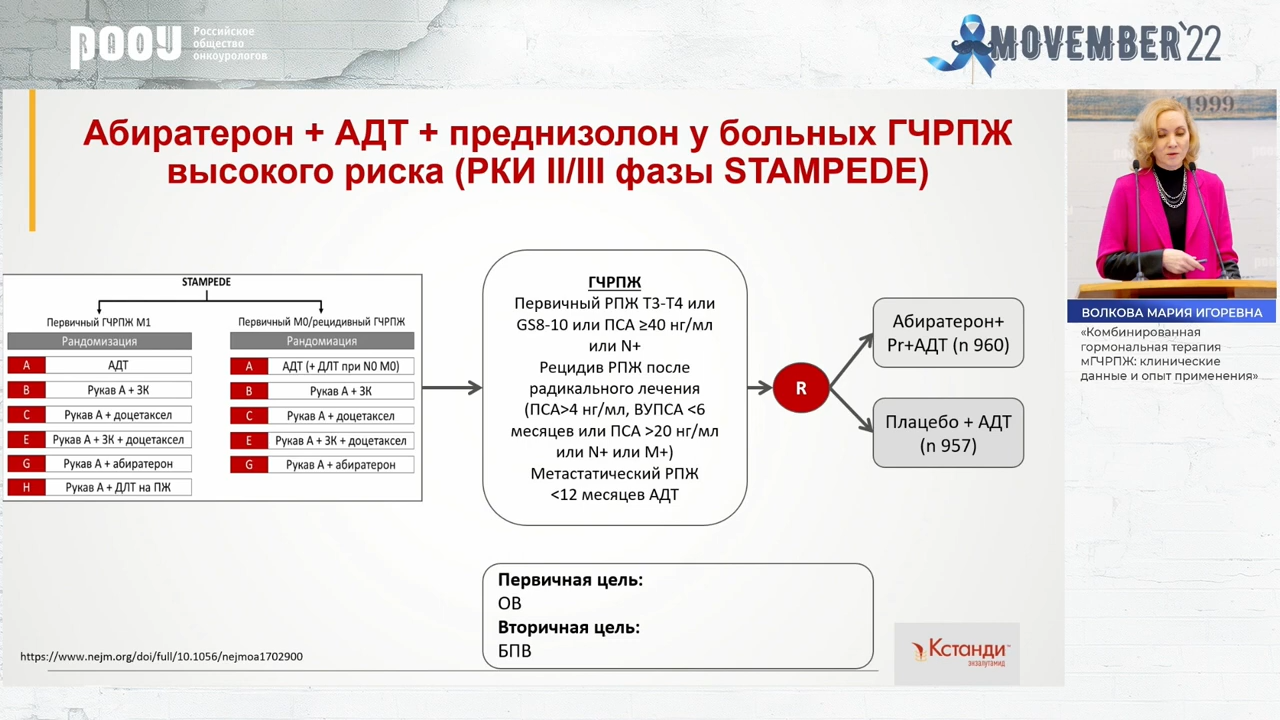 РООУ
Российское
общество
онкоурологов
MOVEMBER'22
Абиратерон + АДТ + преднизолон у больных ГЧРПЖ
высокого риска (РКИ II/III фазы STAMPEDE)
1999
STAMPEDE
Первичный ГЧРПЖ М1
Рандомизация
A АДТ
B Рукав А + ЗК
C Рукав А + доцетаксел
E Рукав А + ЗК + доцетаксел
G Рукав А + абиратерон
H Рукав А + ДЛТ на ПЖ
Первичный М0/рецидивный ГЧРПЖ
Рандомиация
A АДТ (+ ДЛТ при N0 M0)
B Рукав А + ЗК
C Рукав А + доцетаксел
E Рукав А + ЗК + доцетаксел
G Рукав А + абиратерон
ГЧРПЖ
Первичный РПЖ Т3-Т4 или
GS8-10 или ПСА ≥40 нг/мл
или N+
Рецидив РПЖ после
радикального лечения
(ПСА>4 нг/мл, ВУПСА <6
месяцев или ПСА >20 нг/мл
или N+ или M+)
Метастатический РПЖ
<12 месяцев АДТ
R
Абиратерон+
Pr+АДТ (n 960)
Плацебо + АДТ
(n 957)
ВОЛКОВА МАРИЯ ИГОРЕВНА
«Комбинированная
гормональная терапия
мГЧРПЖ: клинические
данные и опыт применения»
Первичная цель:
ОВ
Вторичная цель:
БПВ
https://www.nejm.org/doi/full/10.1056/nejmoa1702900
Кстанди™
энзалутамид